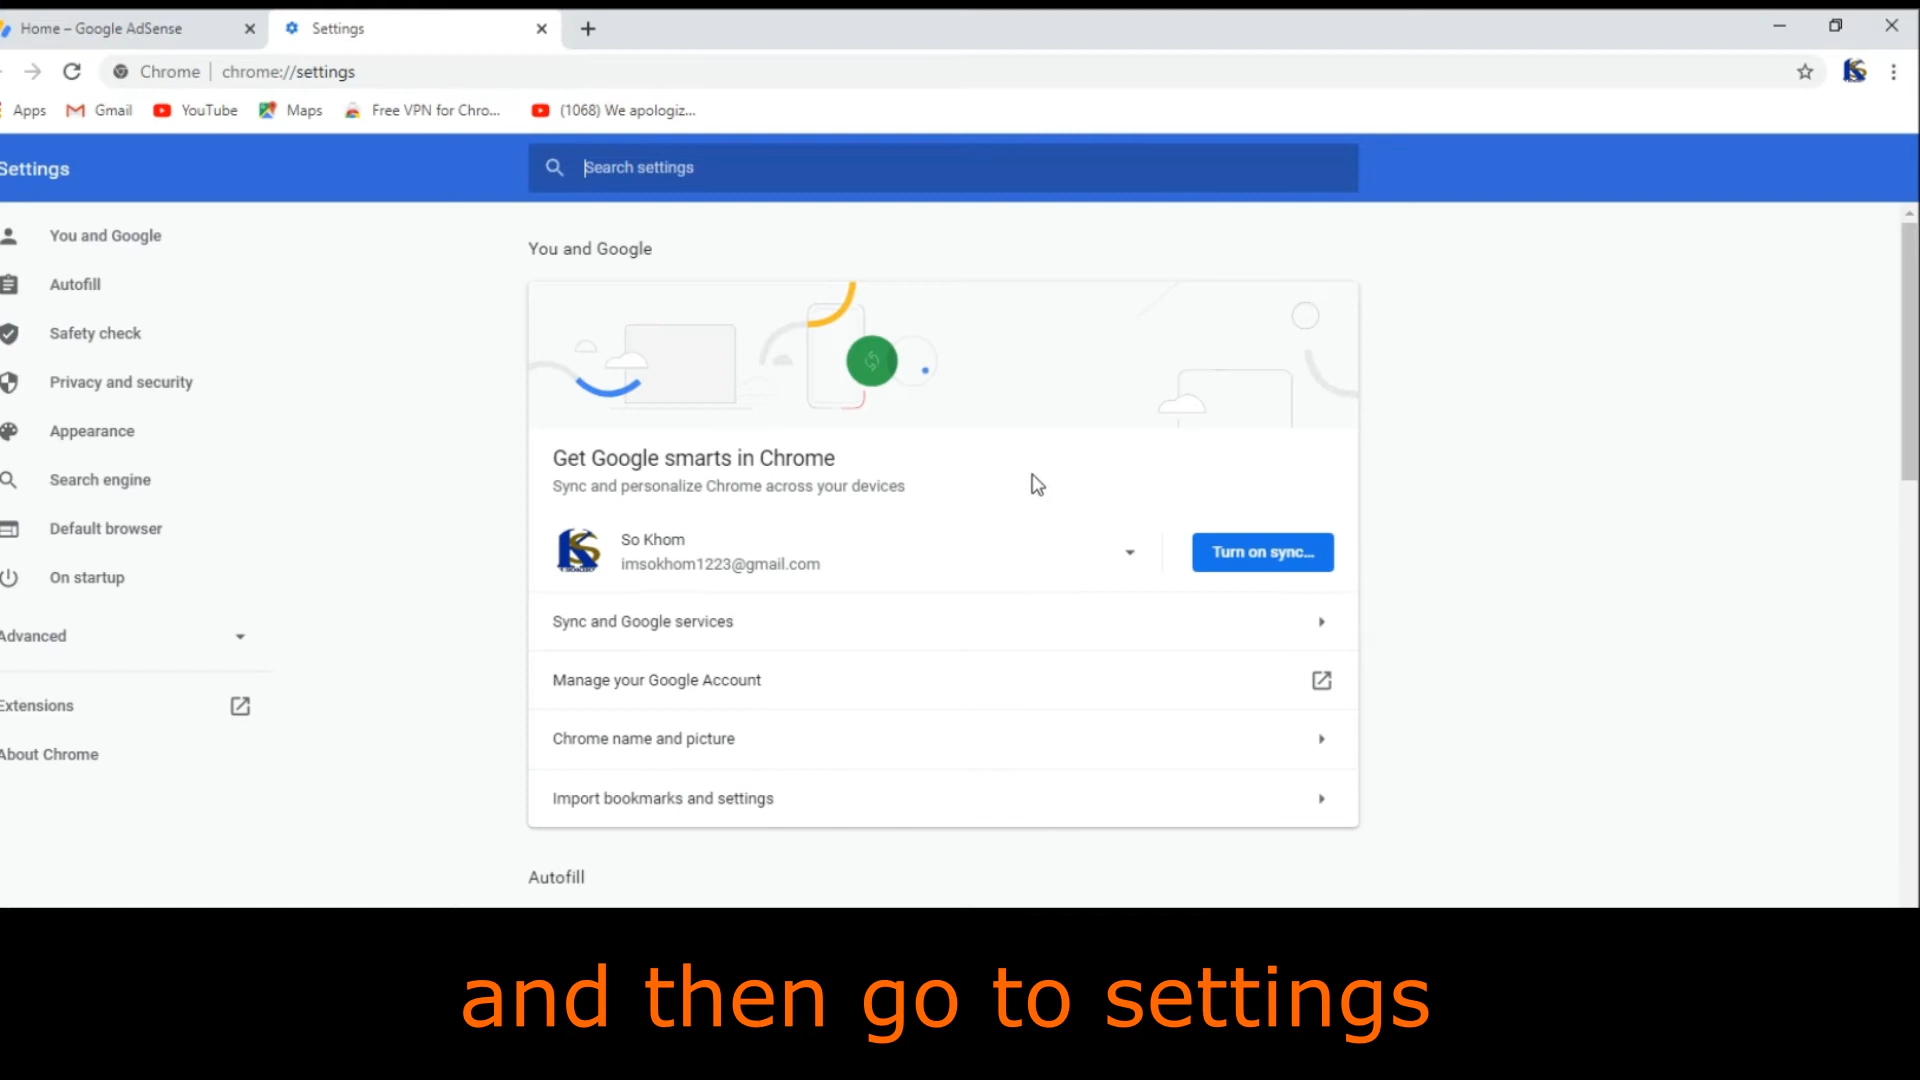 Home – Google AdSense
Settings
Chrome | chrome://settings
Apps
Gmail
YouTube
Maps
Free VPN for Chro...
(1068) We apologiz...
Settings
Search settings
You and Google
Autofill
Safety check
Privacy and security
Appearance
Search engine
Default browser
On startup
Advanced
Extensions
About Chrome
You and Google
Get Google smarts in Chrome
Sync and personalize Chrome across your devices
So Khom
imsokhom1223@gmail.com
Turn on sync...
Sync and Google services
Manage your Google Account
Chrome name and picture
Import bookmarks and settings
Autofill
and then go to settings